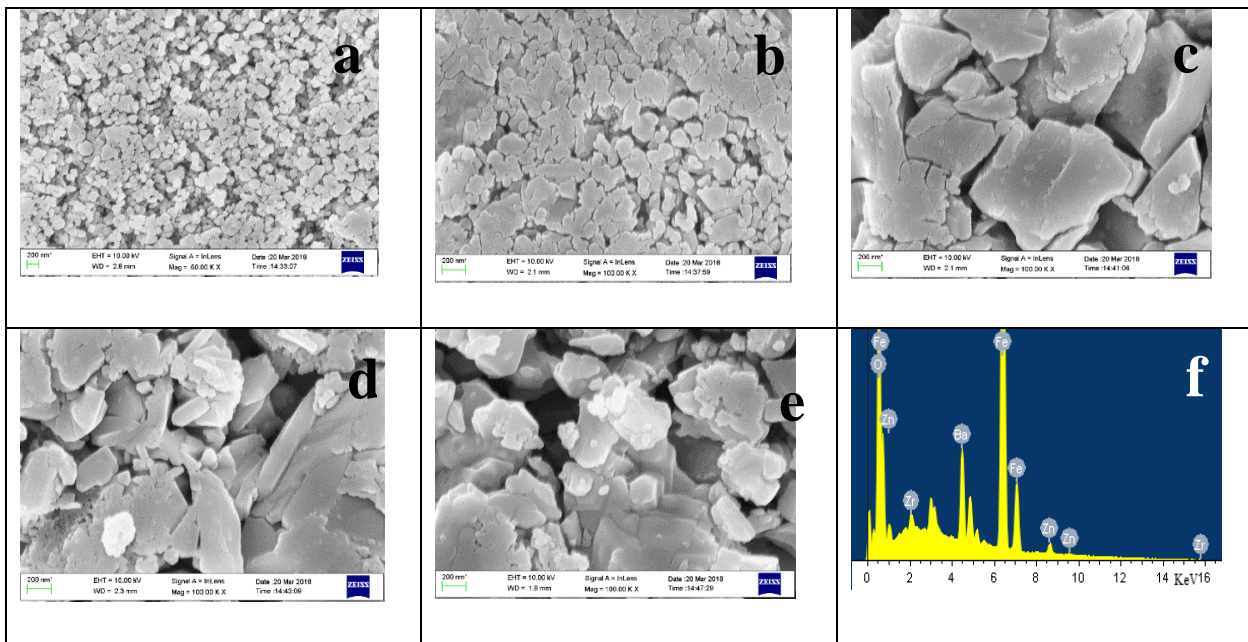 a
200 nm*
EHT = 10.00 kV
WD = 2.8 mm
Signal A = InLens
Mag = 60.00 K X
Date :20 Mar 2018
Time :14:33:07
ZEISS
b
200 nm*
EHT = 10.00 kV
WD = 2.1 mm
Signal A = InLens
Mag = 100.00 K X
Date :20 Mar 2018
Time :14:37:59
ZEISS
c
200 nm*
EHT = 10.00 kV
WD = 2.1 mm
Signal A = InLens
Mag = 100.00 K X
Date :20 Mar 2018
Time :14:41:06
ZEISS
d
200 nm*
EHT = 10.00 kV
WD = 2.3 mm
Signal A = InLens
Mag = 100.00 K X
Date :20 Mar 2018
Time :14:43:09
ZEISS
e
200 nm*
EHT = 10.00 kV
WD = 1.9 mm
Signal A = InLens
Mag = 100.00 K X
Date :20 Mar 2018
Time :14:47:29
ZEISS
f
Fe
O
Zn
Zr
Ba
Fe
Fe
Zn
Zn
Zr
0 2 4 6 8 10 12 14 KeV 16